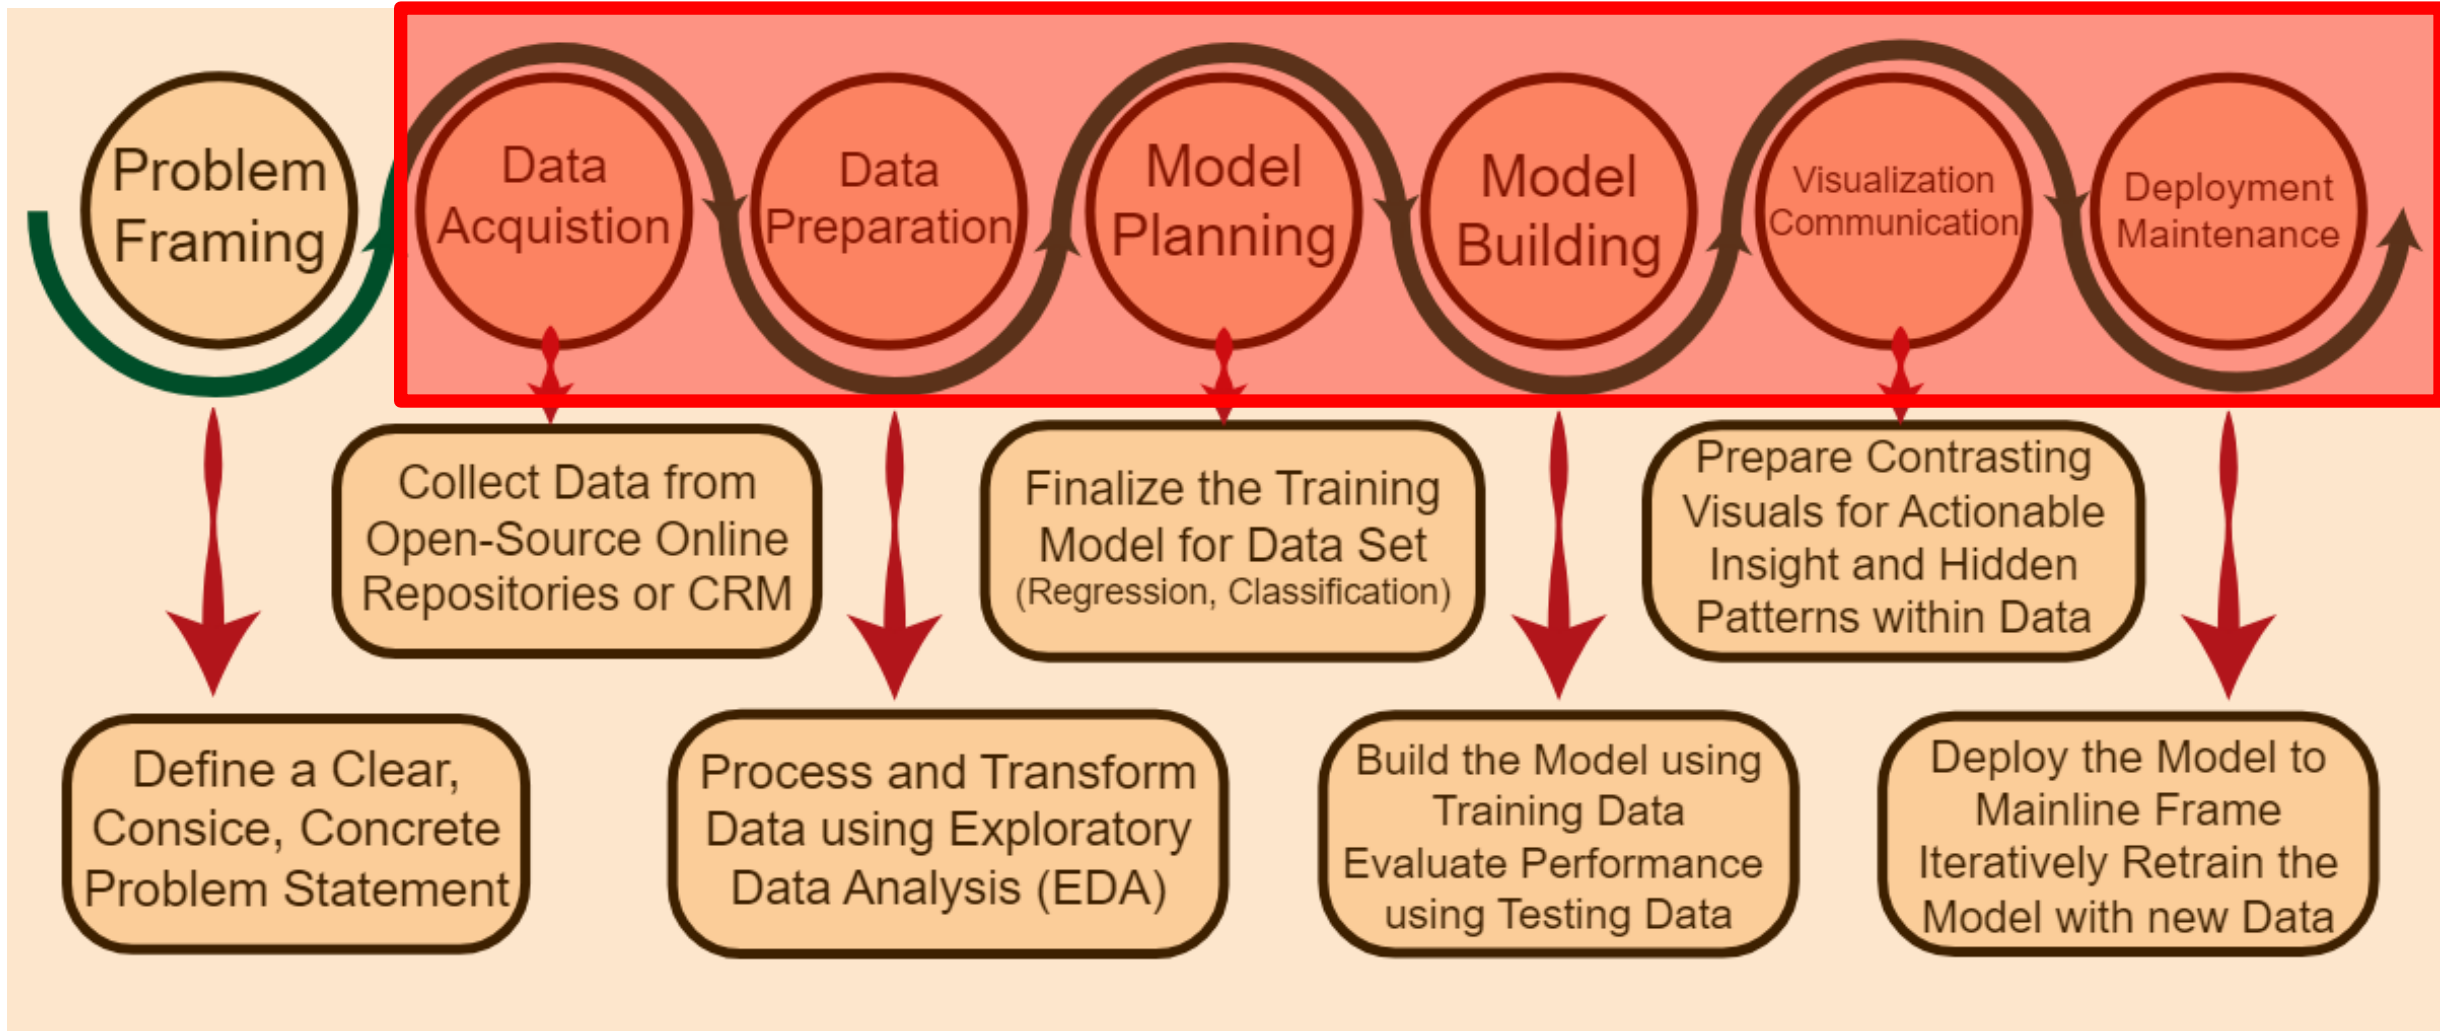 Problem
Framing
Data
Acquistion
Data
Preparation
Model
Planning
Model
Building
Visualization
Communication
Deployment
Maintenance
Collect Data from
Open-Source Online
Repositories or CRM
Finalize the Training
Model for Data Set
(Regression, Classification)
Prepare Contrasting
Visuals for Actionable
Insight and Hidden
Patterns within Data
Define a Clear,
Consice, Concrete
Problem Statement
Process and Transform
Data using Exploratory
Data Analysis (EDA)
Build the Model using
Training Data
Evaluate Performance
using Testing Data
Deploy the Model to
Mainline Frame
Iteratively Retrain the
Model with new Data